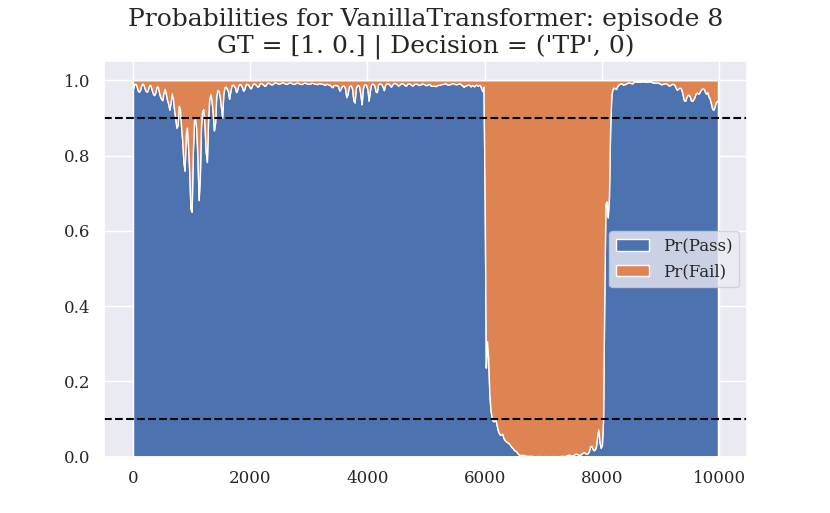 Probabilities for VanillaTransformer: episode 8
GT = [1. 0.] | Decision = ('TP', 0)
1.0
0.8
0.6
0.4
0.2
0.0
Pr(Pass)
Pr(Fail)
0 2000 4000 6000 8000 10000